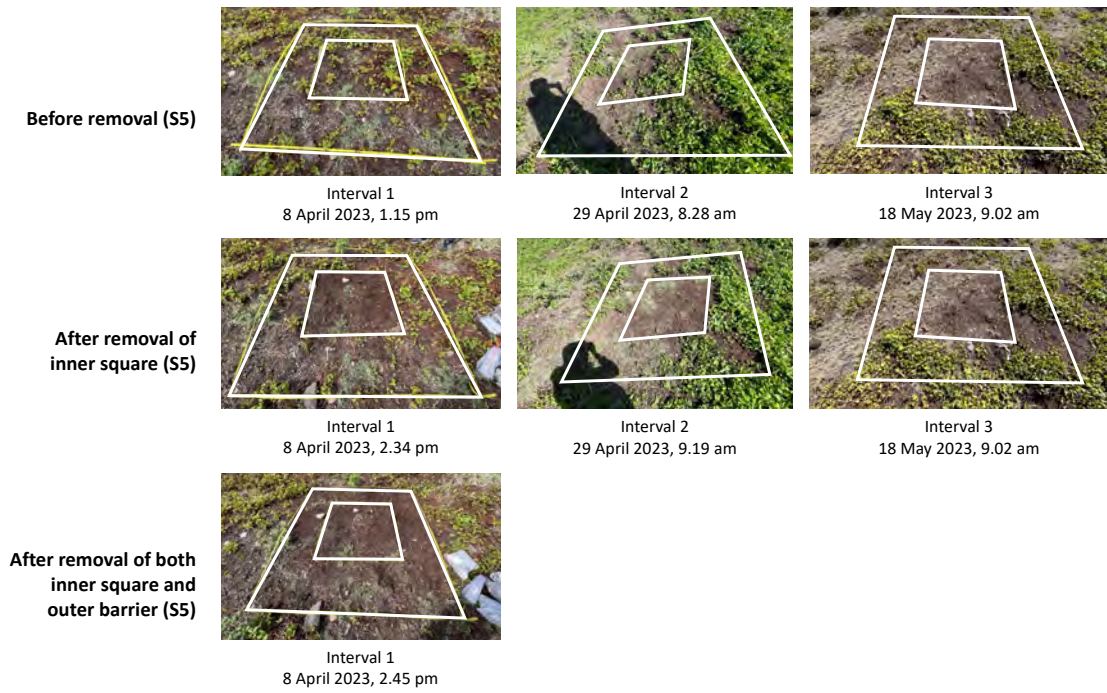 Before removal (S5)
Interval 1
8 April 2023, 1.15 pm
Interval 2
29 April 2023, 8.28 am
Interval 3
18 May 2023, 9.02 am
After removal of
inner square (S5)
Interval 1
8 April 2023, 2.34 pm
Interval 2
29 April 2023, 9.19 am
Interval 3
18 May 2023, 9.02 am
After removal of both
inner square and
outer barrier (S5)
Interval 1
8 April 2023, 2.45 pm